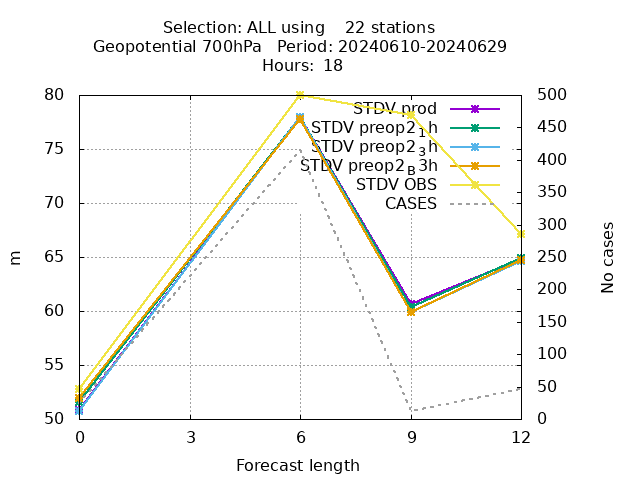 Selection: ALL using    22 stations
Geopotential 700hPa   Period: 20240610-20240629
Hours: 18
80
75
70
65
60
55
50
m
500
450
400
350
300
250
200
150
100
50
0
No cases
STDV prod
STDV preop2_1h
STDV preop2_3h
STDV preop2_B3h
STDV OBS
CASES
0
3
6
9
12
Forecast length